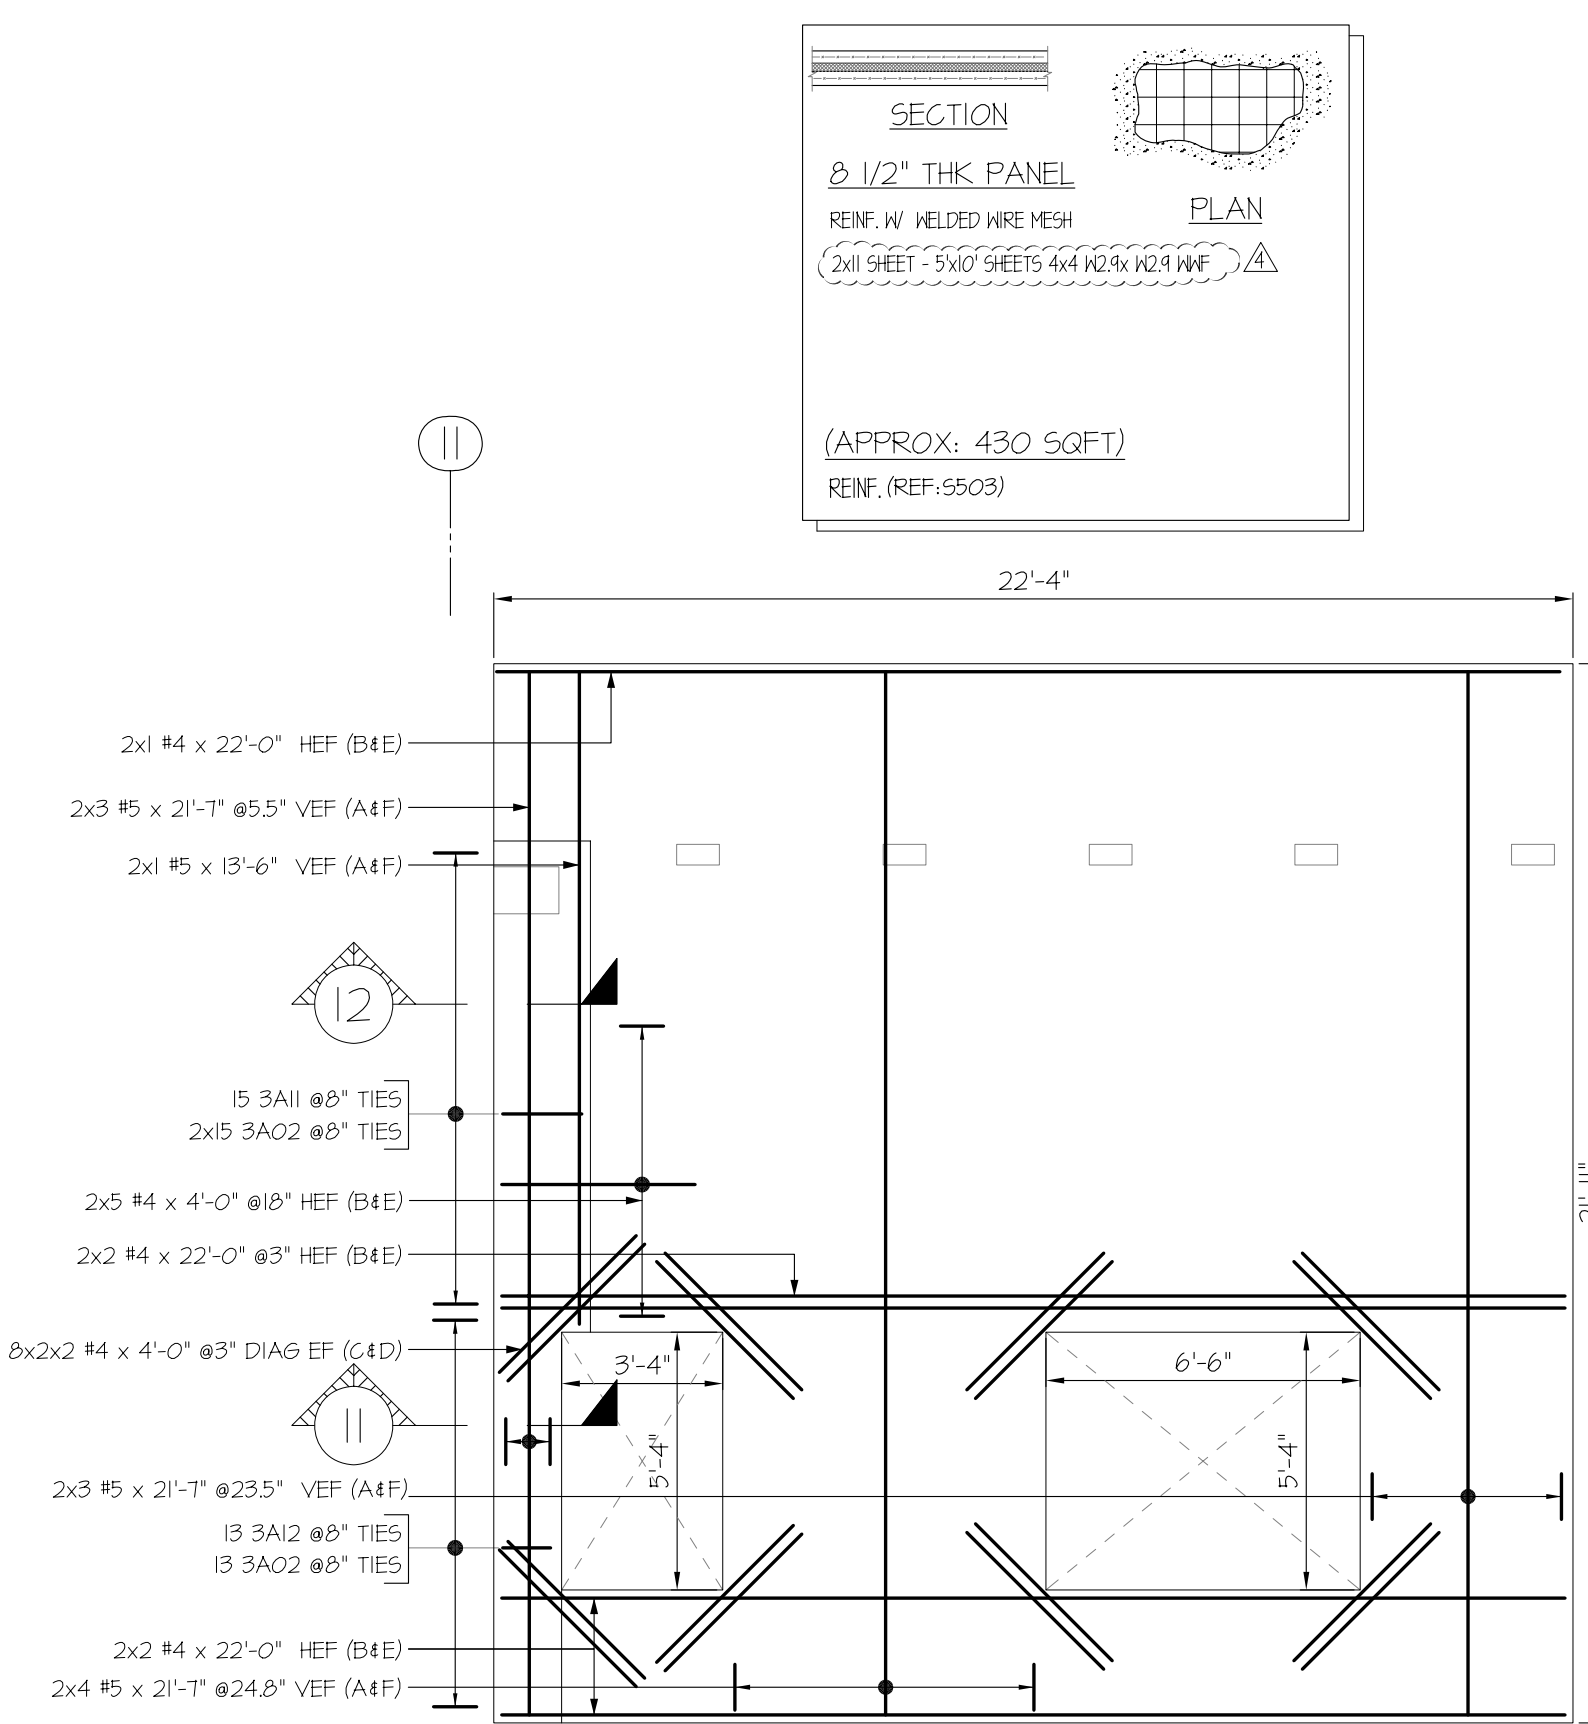 SECTION
8 1/2" THK PANEL
PLAN
REINF. W/ WELDED WIRE MESH
2x11 SHEET - 5'x10' SHEETS 4x4 W2.9x W2.9 WWF
4
(APPROX: 430 SQFT)
REINF. (REF:S503)
11
22'-4"
2x1 #4 x 22'-0" HEF (B&E)
2x3 #5 x 21'-7" @5.5" VEF (A&F)
2x1 #5 x 13'-6" VEF (A&F)
12
15 3A11 @8" TIES
2x15 3A02 @8" TIES
2x5 #4 x 4'-0" @18" HEF (B&E)
2x2 #4 x 22'-0" @3" HEF (B&E)
8x2x2 #4 x 4'-0" @3" DIAG EF (C&D)
3'-4"
6'-6"
11
5'-4"
5'-4"
2x3 #5 x 21'-7" @23.5" VEF (A&F)
13 3A12 @8" TIES
13 3A02 @8" TIES
2x2 #4 x 22'-0" HEF (B&E)
2x4 #5 x 21'-7" @24.8" VEF (A&F)